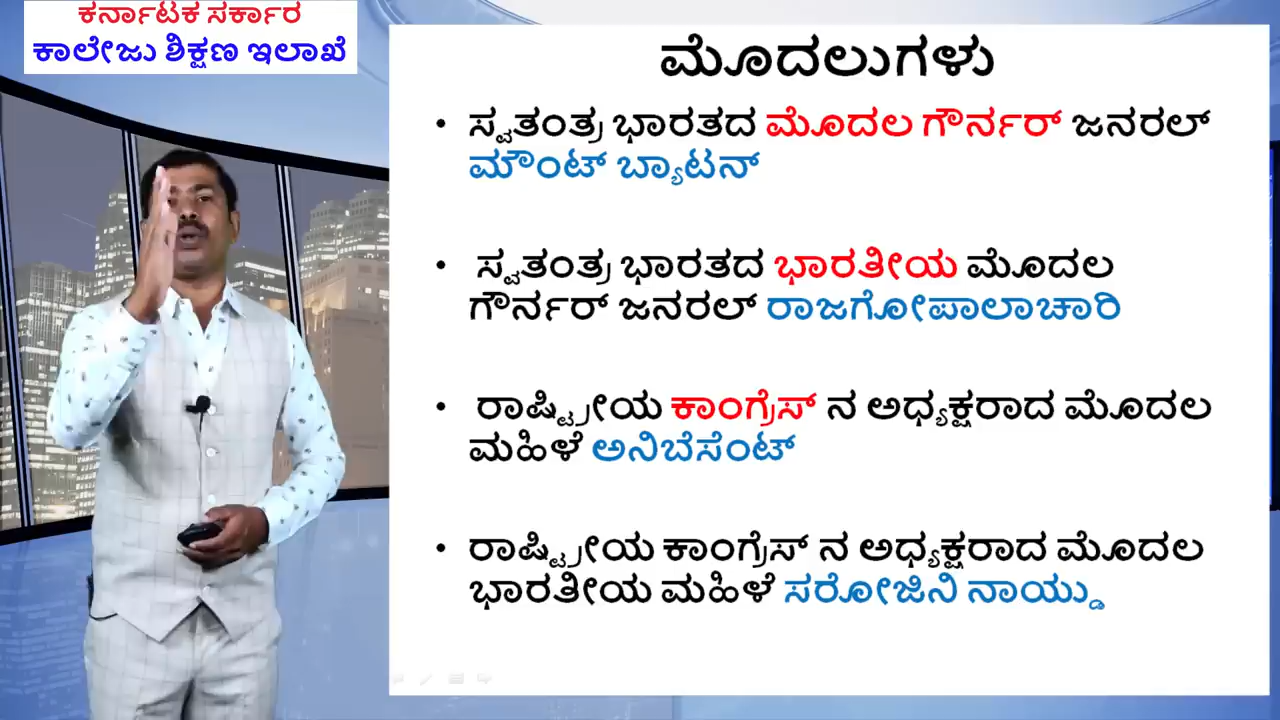 ಕರ್ನಾಟಕ ಸರ್ಕಾರ
ಕಾಲೇಜು ಶಿಕ್ಷಣ ಇಲಾಖೆ
ಮೊದಲುಗಳು
• ಸ್ವತಂತ್ರ ಭಾರತದ ಮೊದಲ ಗೌರ್ನರ್ ಜನರಲ್
ಮೌಂಟ್ ಬ್ಯಾಟನ್
• ಸ್ವತಂತ್ರ ಭಾರತದ ಭಾರತೀಯ ಮೊದಲ
ಗೌರ್ನರ್ ಜನರಲ್ ರಾಜಗೋಪಾಲಾಚಾರಿ
• ರಾಷ್ಟ್ರೀಯ ಕಾಂಗ್ರೆಸ್ ನ ಅಧ್ಯಕ್ಷರಾದ ಮೊದಲ
ಮಹಿಳೆ ಅನಿಬೆಸೆಂಟ್
• ರಾಷ್ಟ್ರೀಯ ಕಾಂಗ್ರೆಸ್ ನ ಅಧ್ಯಕ್ಷರಾದ ಮೊದಲ
ಭಾರತೀಯ ಮಹಿಳೆ ಸರೋಜಿನಿ ನಾಯ್ಡು